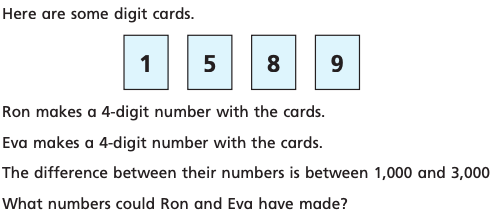 Here are some digit cards.
1 5 8 9
Ron makes a 4-digit number with the cards.
Eva makes a 4-digit number with the cards.
The difference between their numbers is between 1,000 and 3,000
What numbers could Ron and Eva have made?